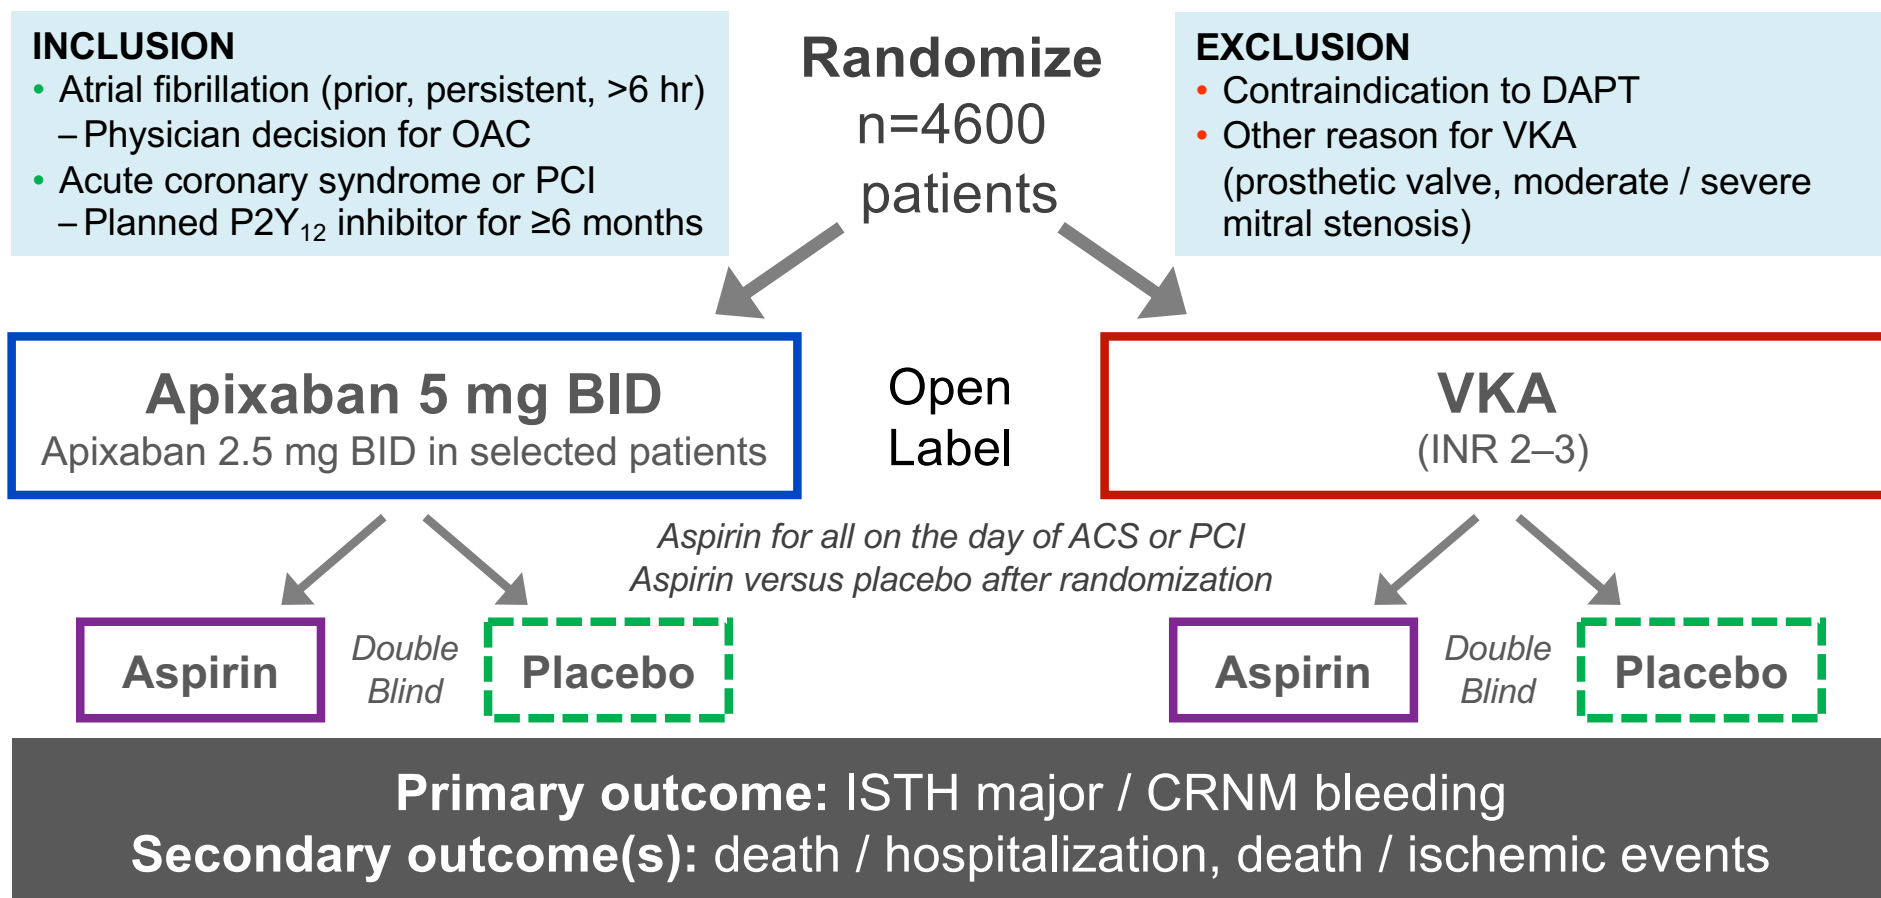 INCLUSION
• Atrial fibrillation (prior, persistent, >6 hr)
– Physician decision for OAC
• Acute coronary syndrome or PCI
– Planned P2Y₁₂ inhibitor for ≥6 months
Randomize
n=4600
patients
EXCLUSION
• Contraindication to DAPT
• Other reason for VKA
(prosthetic valve, moderate / severe
mitral stenosis)
Apixaban 5 mg BID
Apixaban 2.5 mg BID in selected patients
Open
Label
VKA
(INR 2–3)
Aspirin for all on the day of ACS or PCI
Aspirin versus placebo after randomization
Aspirin
Double
Blind
Placebo
Aspirin
Double
Blind
Placebo
Primary outcome: ISTH major / CRNM bleeding
Secondary outcome(s): death / hospitalization, death / ischemic events